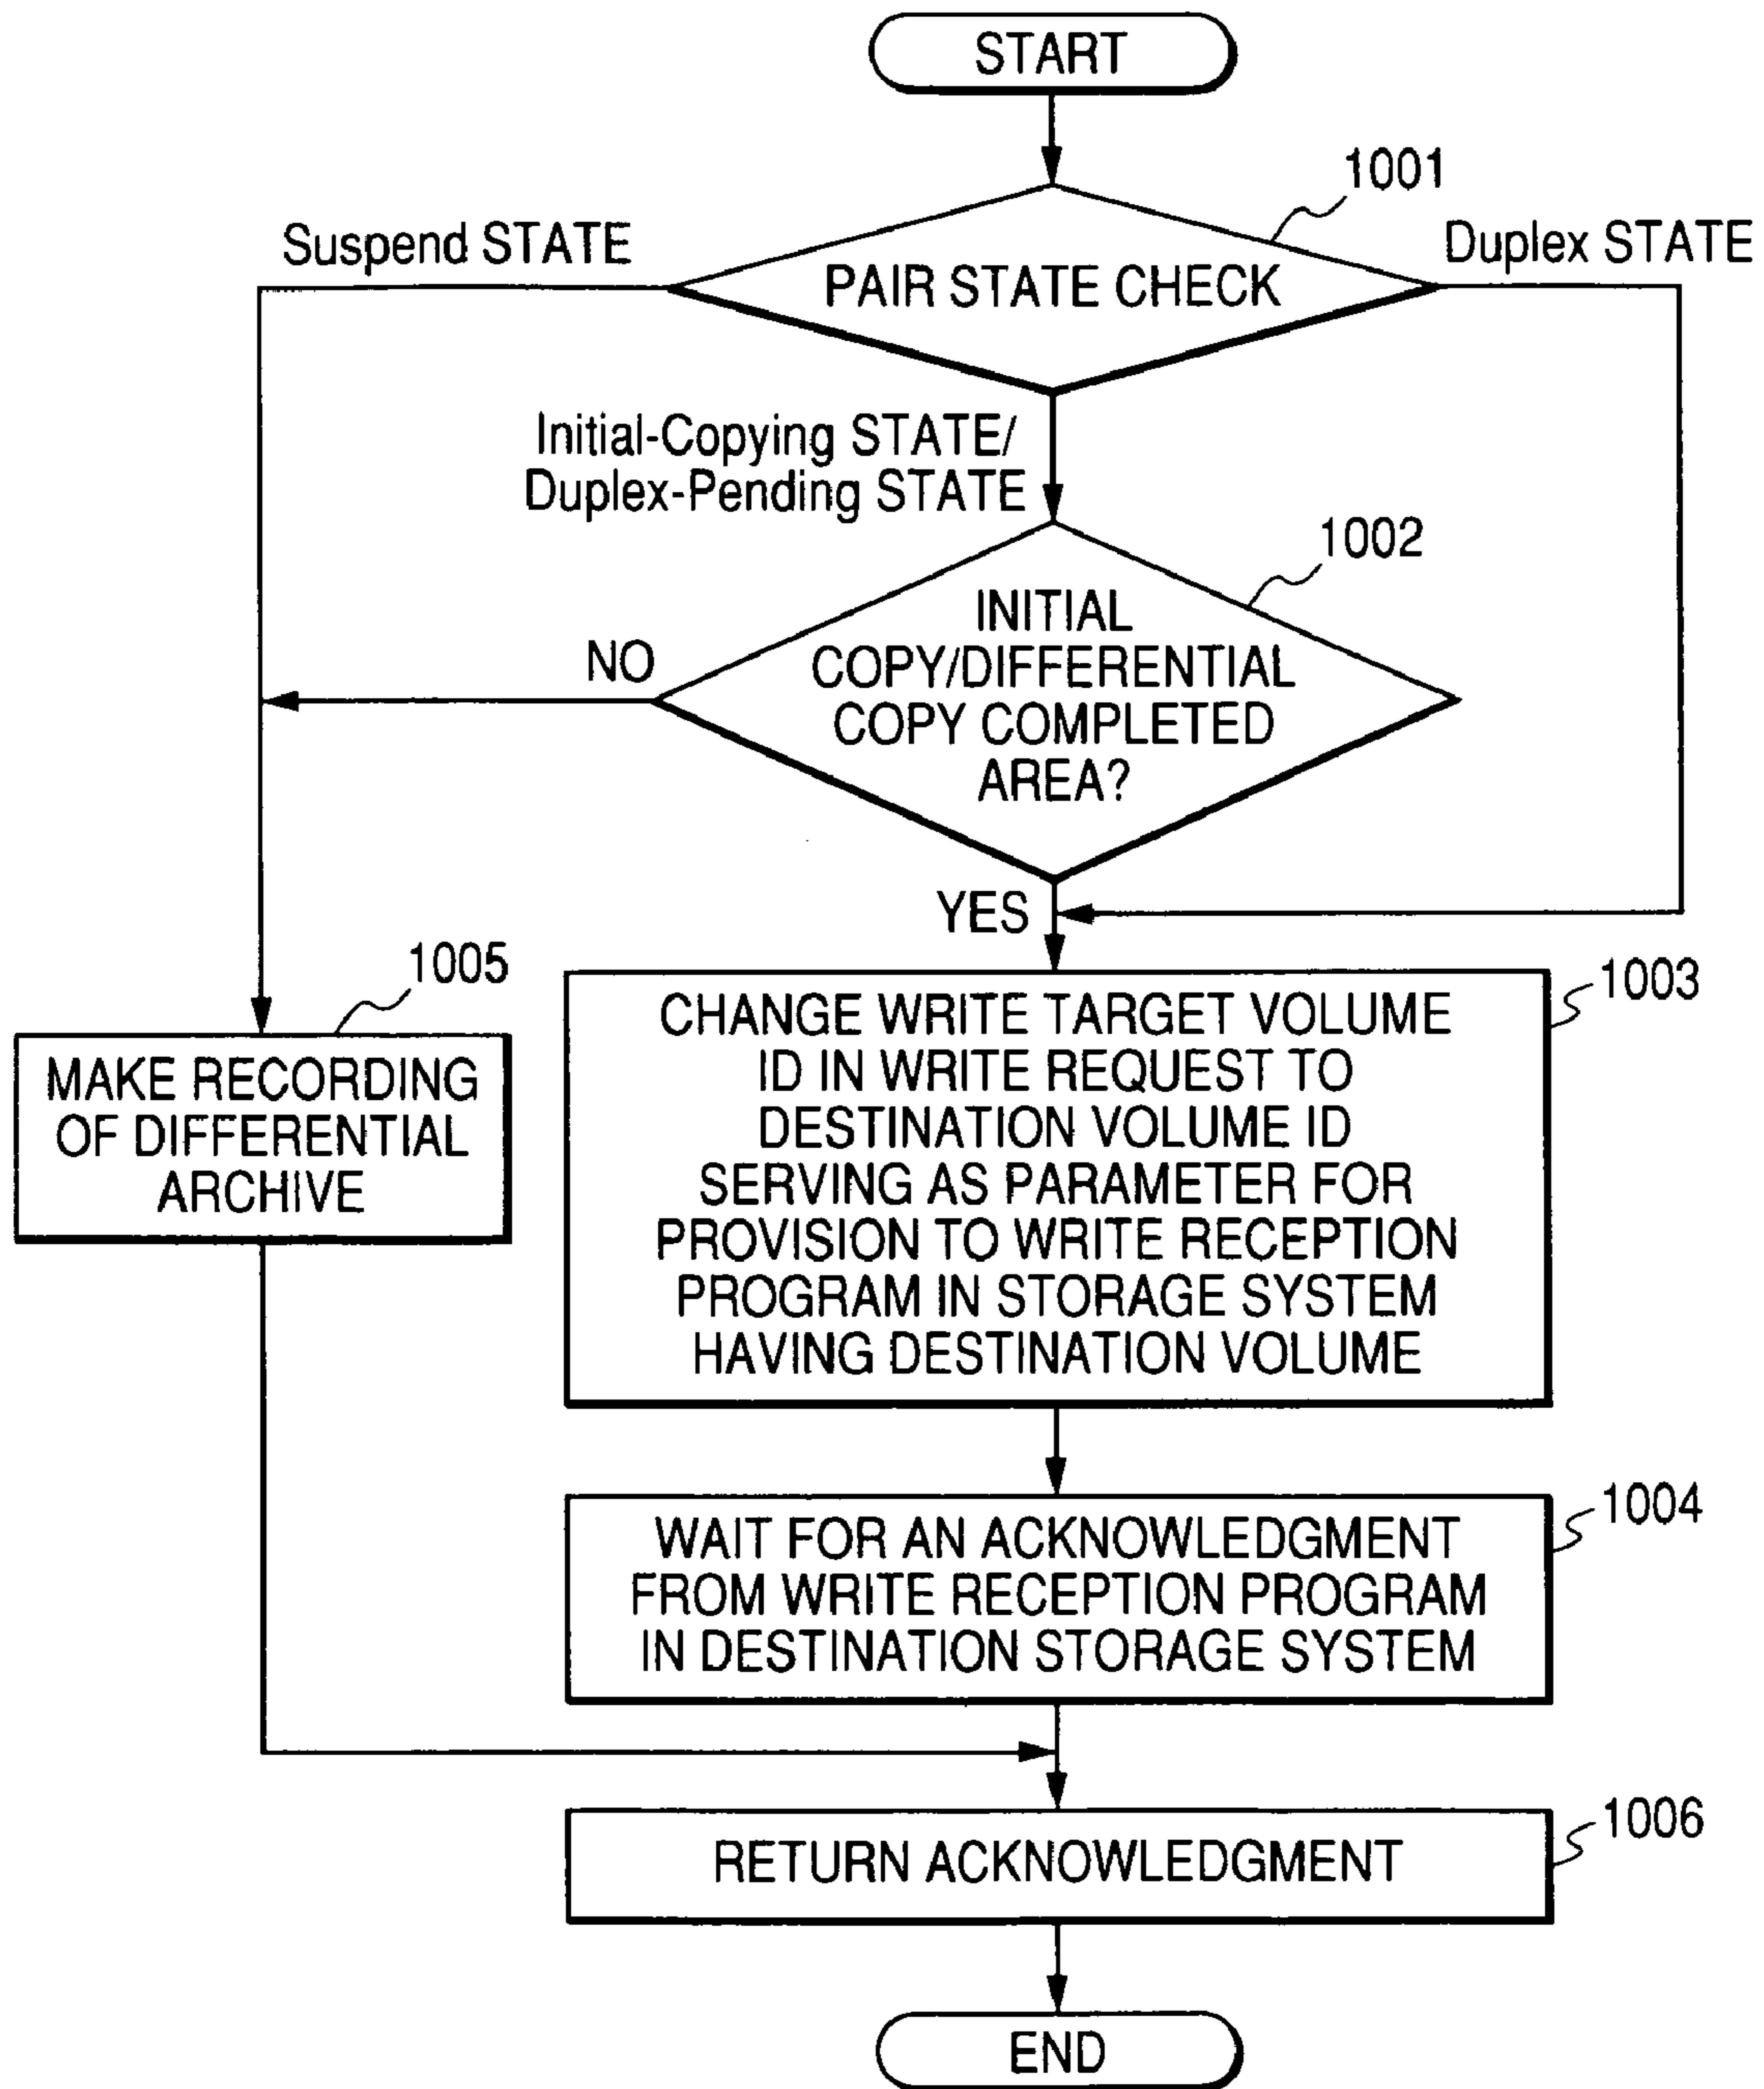 START
1001
Suspend STATE
Duplex STATE
PAIR STATE CHECK
Initial-Copying STATE/
Duplex-Pending STATE
1002
INITIAL
COPY/DIFFERENTIAL
COPY COMPLETED
AREA?
NO
YES
1005
MAKE RECORDING
OF DIFFERENTIAL
ARCHIVE
1003
CHANGE WRITE TARGET VOLUME
ID IN WRITE REQUEST TO
DESTINATION VOLUME ID
SERVING AS PARAMETER FOR
PROVISION TO WRITE RECEPTION
PROGRAM IN STORAGE SYSTEM
HAVING DESTINATION VOLUME
1004
WAIT FOR AN ACKNOWLEDGMENT
FROM WRITE RECEPTION PROGRAM
IN DESTINATION STORAGE SYSTEM
1006
RETURN ACKNOWLEDGMENT
END